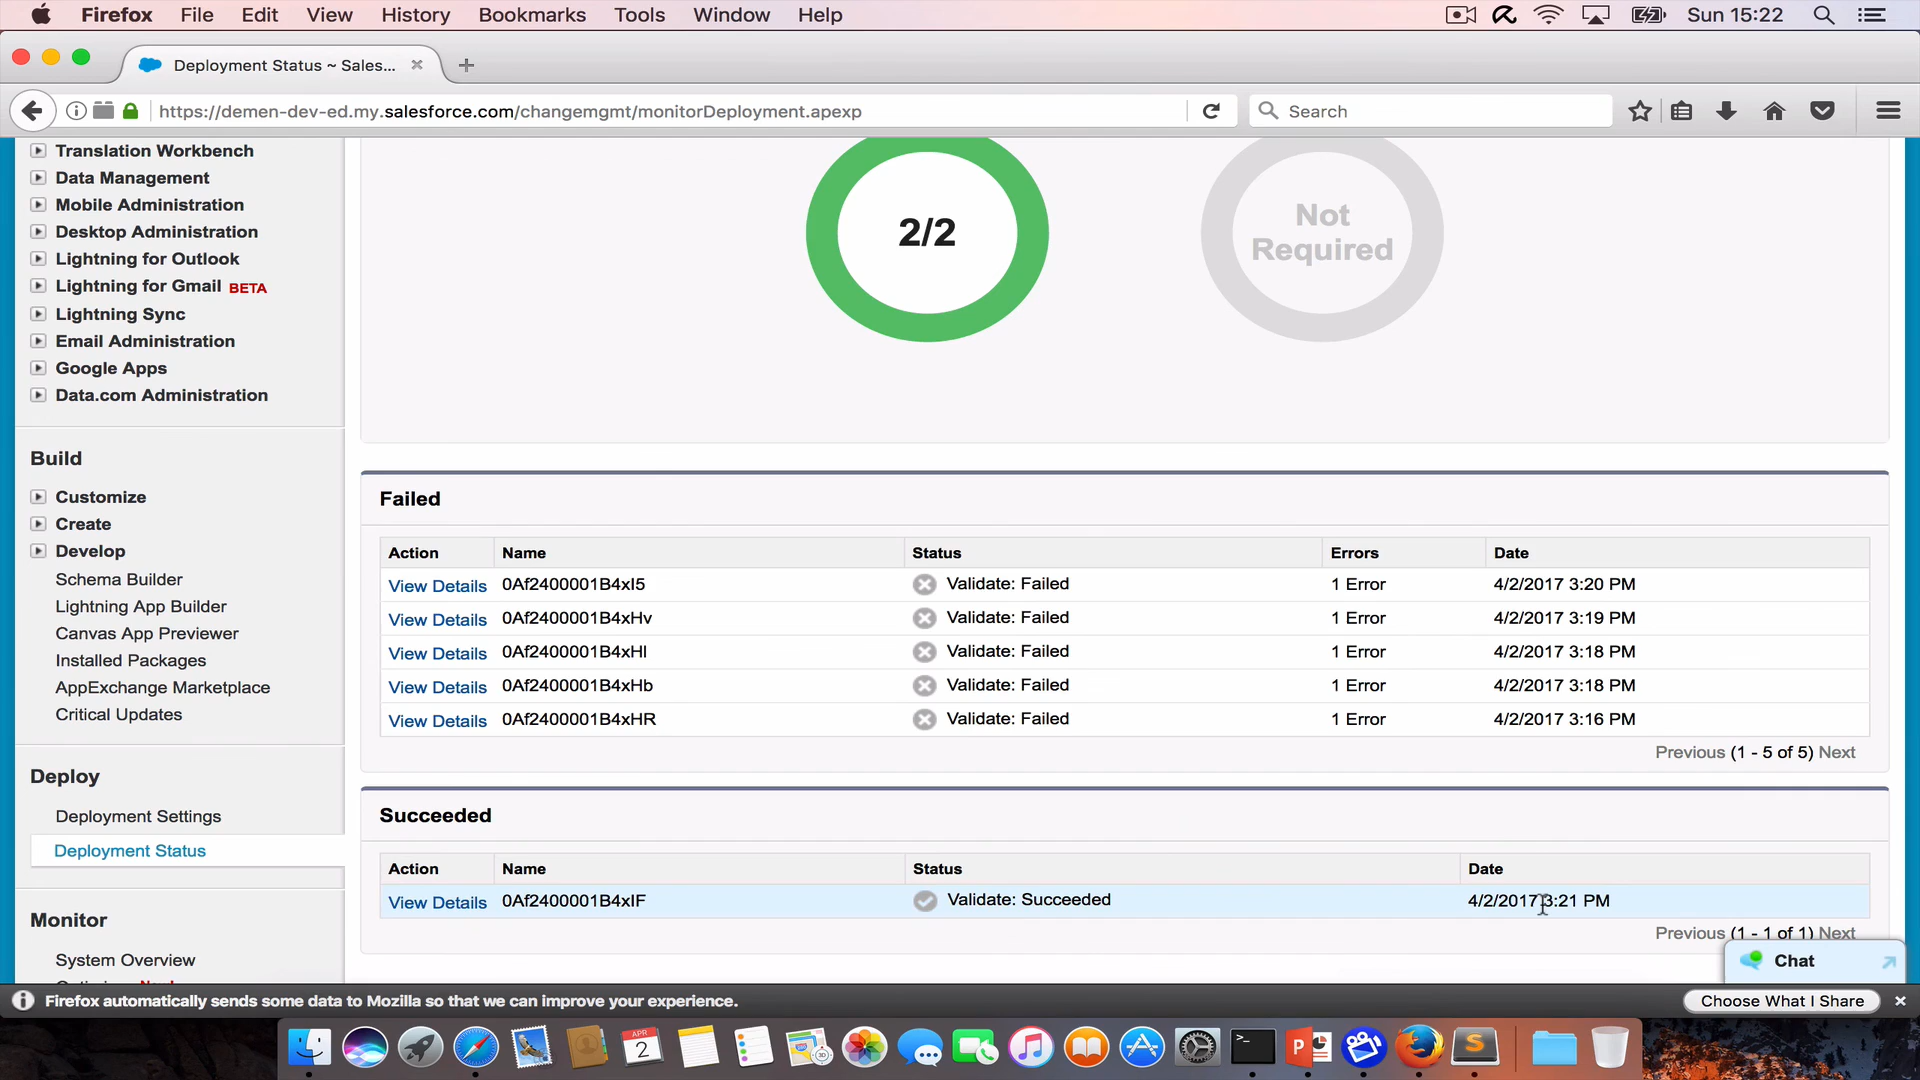 Firefox File Edit View History Bookmarks Tools Window Help Sun 15:22
Deployment Status ~ Sales...
https://demen-dev-ed.my.salesforce.com/changemgmt/monitorDeployment.apexp
Search
Translation Workbench
Data Management
Mobile Administration
Desktop Administration
Lightning for Outlook
Lightning for Gmail BETA
Lightning Sync
Email Administration
Google Apps
Data.com Administration
Build
Customize
Create
Develop
Schema Builder
Lightning App Builder
Canvas App Previewer
Installed Packages
AppExchange Marketplace
Critical Updates
Deploy
Deployment Settings
Deployment Status
Monitor
System Overview
2/2
Not
Required
Failed
Action Name Status Errors Date
View Details 0Af2400001B4xI5 Validate: Failed 1 Error 4/2/2017 3:20 PM
View Details 0Af2400001B4xHv Validate: Failed 1 Error 4/2/2017 3:19 PM
View Details 0Af2400001B4xHl Validate: Failed 1 Error 4/2/2017 3:18 PM
View Details 0Af2400001B4xHb Validate: Failed 1 Error 4/2/2017 3:18 PM
View Details 0Af2400001B4xHR Validate: Failed 1 Error 4/2/2017 3:16 PM
Previous (1 - 5 of 5) Next
Succeeded
Action Name Status Date
View Details 0Af2400001B4xIF Validate: Succeeded 4/2/2017 3:21 PM
Previous (1 - 1 of 1) Next
Chat
Firefox automatically sends some data to Mozilla so that we can improve your experience.
Choose What I Share
APR
2